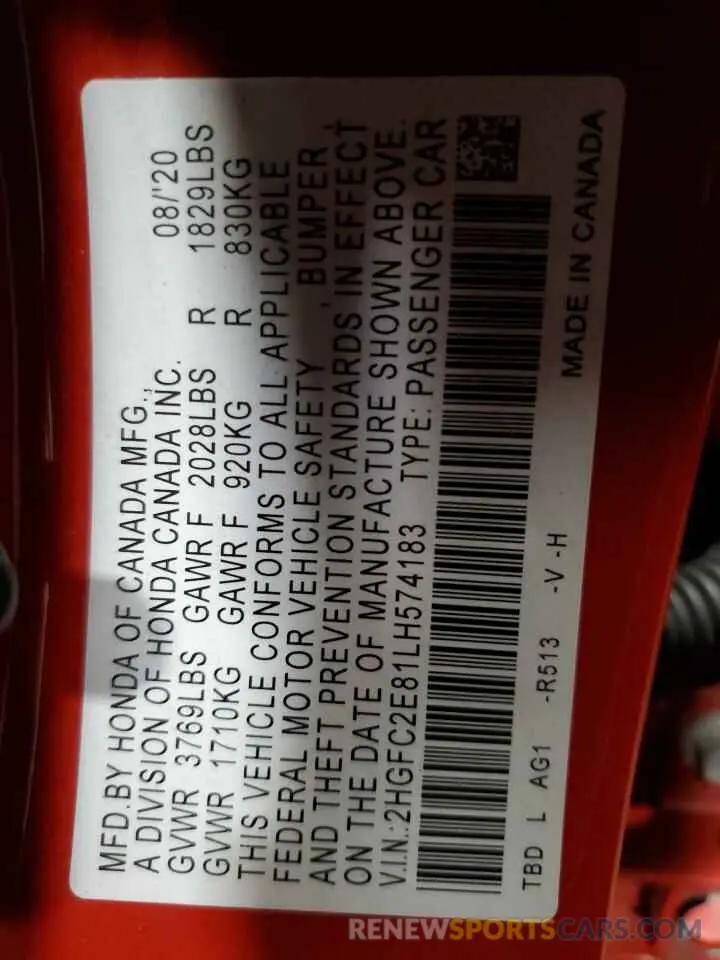 MFD.BY HONDA OF CANADA MFG.,
A DIVISION OF HONDA CANADA INC. 08/'20
GVWR 3769LBS GAWR F 2028LBS R 1829LBS
GVWR 1710KG GAWR F 920KG R 830KG
THIS VEHICLE CONFORMS TO ALL APPLICABLE
FEDERAL MOTOR VEHICLE SAFETY , BUMPER ,
AND THEFT PREVENTION STANDARDS IN EFFECT
ON THE DATE OF MANUFACTURE SHOWN ABOVE.
V.I.N.:2HGFC2E81LH574183 TYPE: PASSENGER CAR
TBD L AG1 -R513 -V -H MADE IN CANADA
RENEWSPORTSCARS.COM